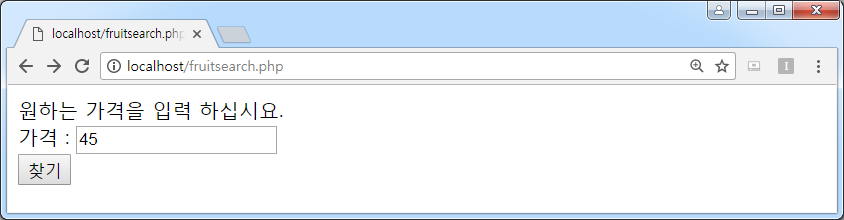 localhost/fruitsearch.php
localhost/fruitsearch.php
원하는 가격을 입력 하십시요.
가격 : 45
찾기